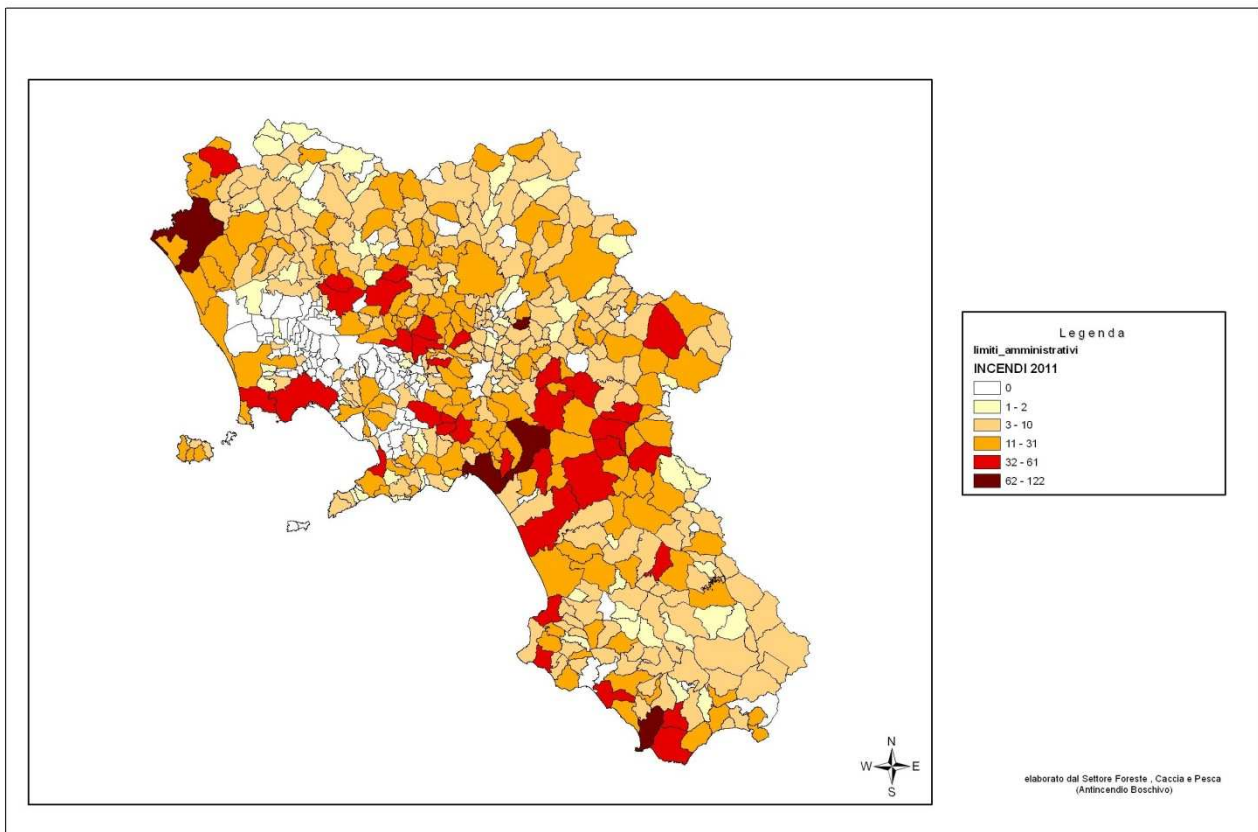 Legenda
limiti_amministrativi
INCENDI 2011
0
1 - 2
3 - 10
11 - 31
32 - 61
62 - 122
N
W E
S
elaborato dal Settore Foreste , Caccia e Pesca
(Antincendio Boschivo)